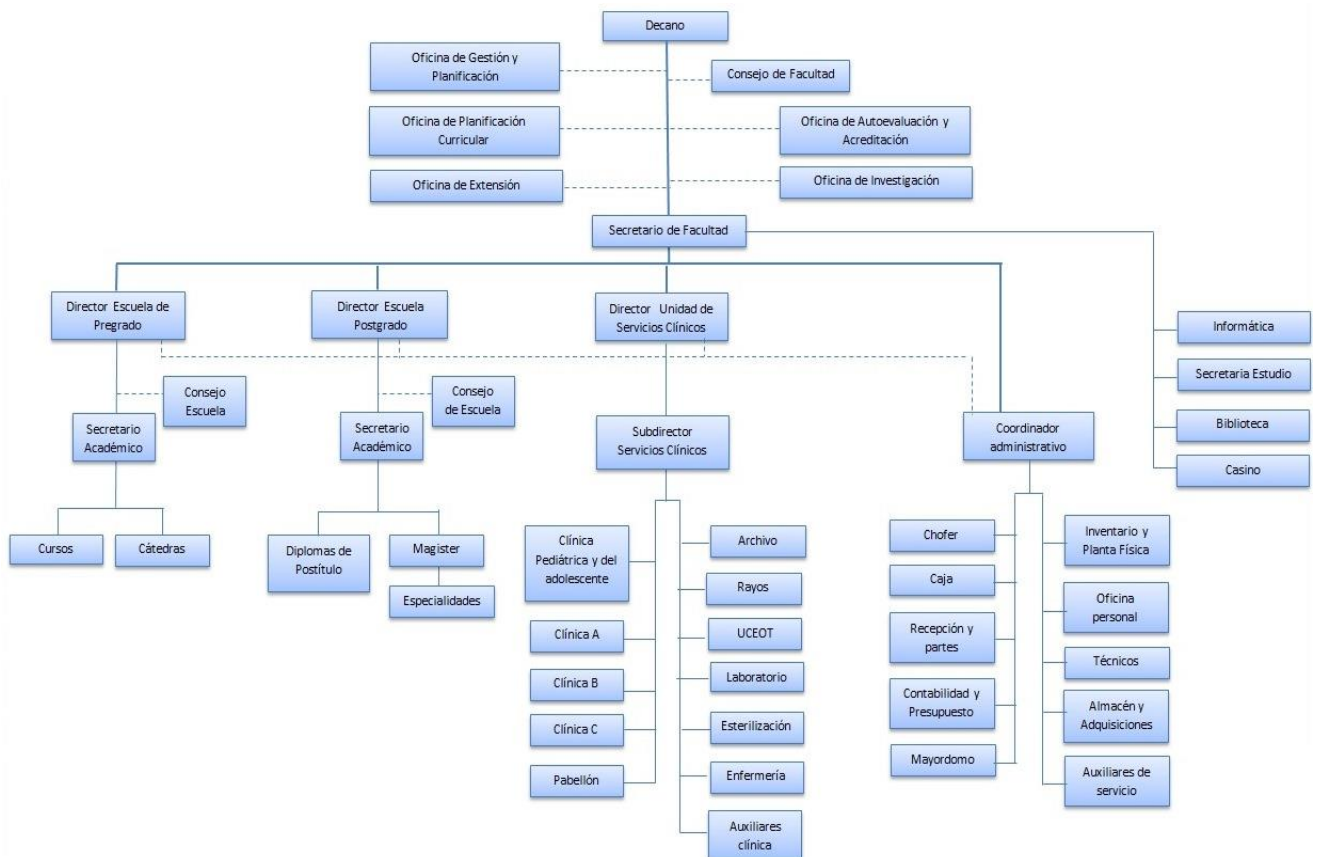 Decano
Oficina de Gestión y
Planificación
Consejo de Facultad
Oficina de Planificación
Curricular
Oficina de Autoevaluación y
Acreditación
Oficina de Extensión
Oficina de Investigación
Secretario de Facultad
Director Escuela de
Pregrado
Director Escuela
Postgrado
Director Unidad de
Servicios Clínicos
Informática
Secretaria Estudio
Biblioteca
Casino
Consejo
Escuela
Consejo
de Escuela
Secretario
Académico
Secretario
Académico
Subdirector
Servicios Clínicos
Coordinador
administrativo
Cursos
Cátedras
Diplomas de
Postítulo
Magister
Especialidades
Clínica
Pediátrica y del
adolescente
Clínica A
Clínica B
Clínica C
Pabellón
Archivo
Rayos
UCEOT
Laboratorio
Esterilización
Enfermería
Auxiliares
clínica
Chofer
Caja
Recepción y
partes
Contabilidad y
Presupuesto
Mayordomo
Inventario y
Planta Física
Oficina
personal
Técnicos
Almacén y
Adquisiciones
Auxiliares de
servicio